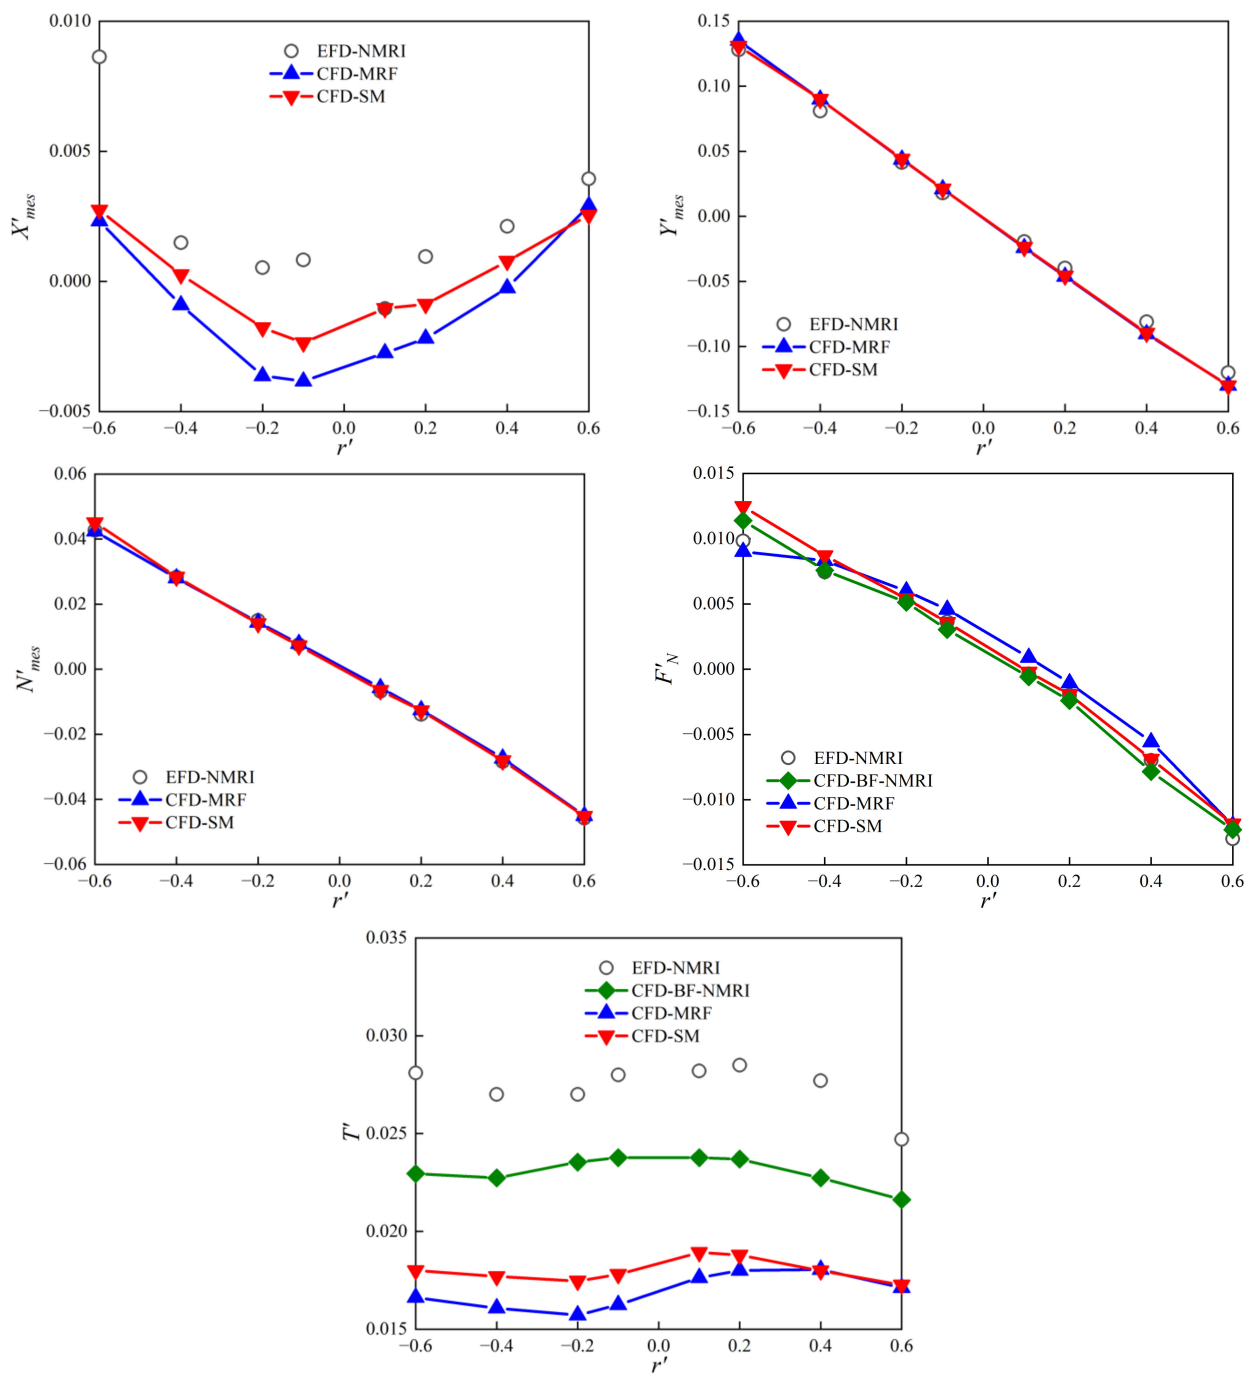 0.010
0.005
0.000
−0.005
X'mes
EFD-NMRI
CFD-MRF
CFD-SM
−0.6 −0.4 −0.2 0.0 0.2 0.4 0.6
r'
0.15
0.10
0.05
0.00
−0.05
−0.10
−0.15
Y'mes
EFD-NMRI
CFD-MRF
CFD-SM
−0.6 −0.4 −0.2 0.0 0.2 0.4 0.6
r'
0.06
0.04
0.02
0.00
−0.02
−0.04
−0.06
N'mes
EFD-NMRI
CFD-MRF
CFD-SM
−0.6 −0.4 −0.2 0.0 0.2 0.4 0.6
r'
0.015
0.010
0.005
0.000
−0.005
−0.010
−0.015
F'N
EFD-NMRI
CFD-BF-NMRI
CFD-MRF
CFD-SM
−0.6 −0.4 −0.2 0.0 0.2 0.4 0.6
r'
0.035
0.030
0.025
0.020
0.015
T'
EFD-NMRI
CFD-BF-NMRI
CFD-MRF
CFD-SM
−0.6 −0.4 −0.2 0.0 0.2 0.4 0.6
r'